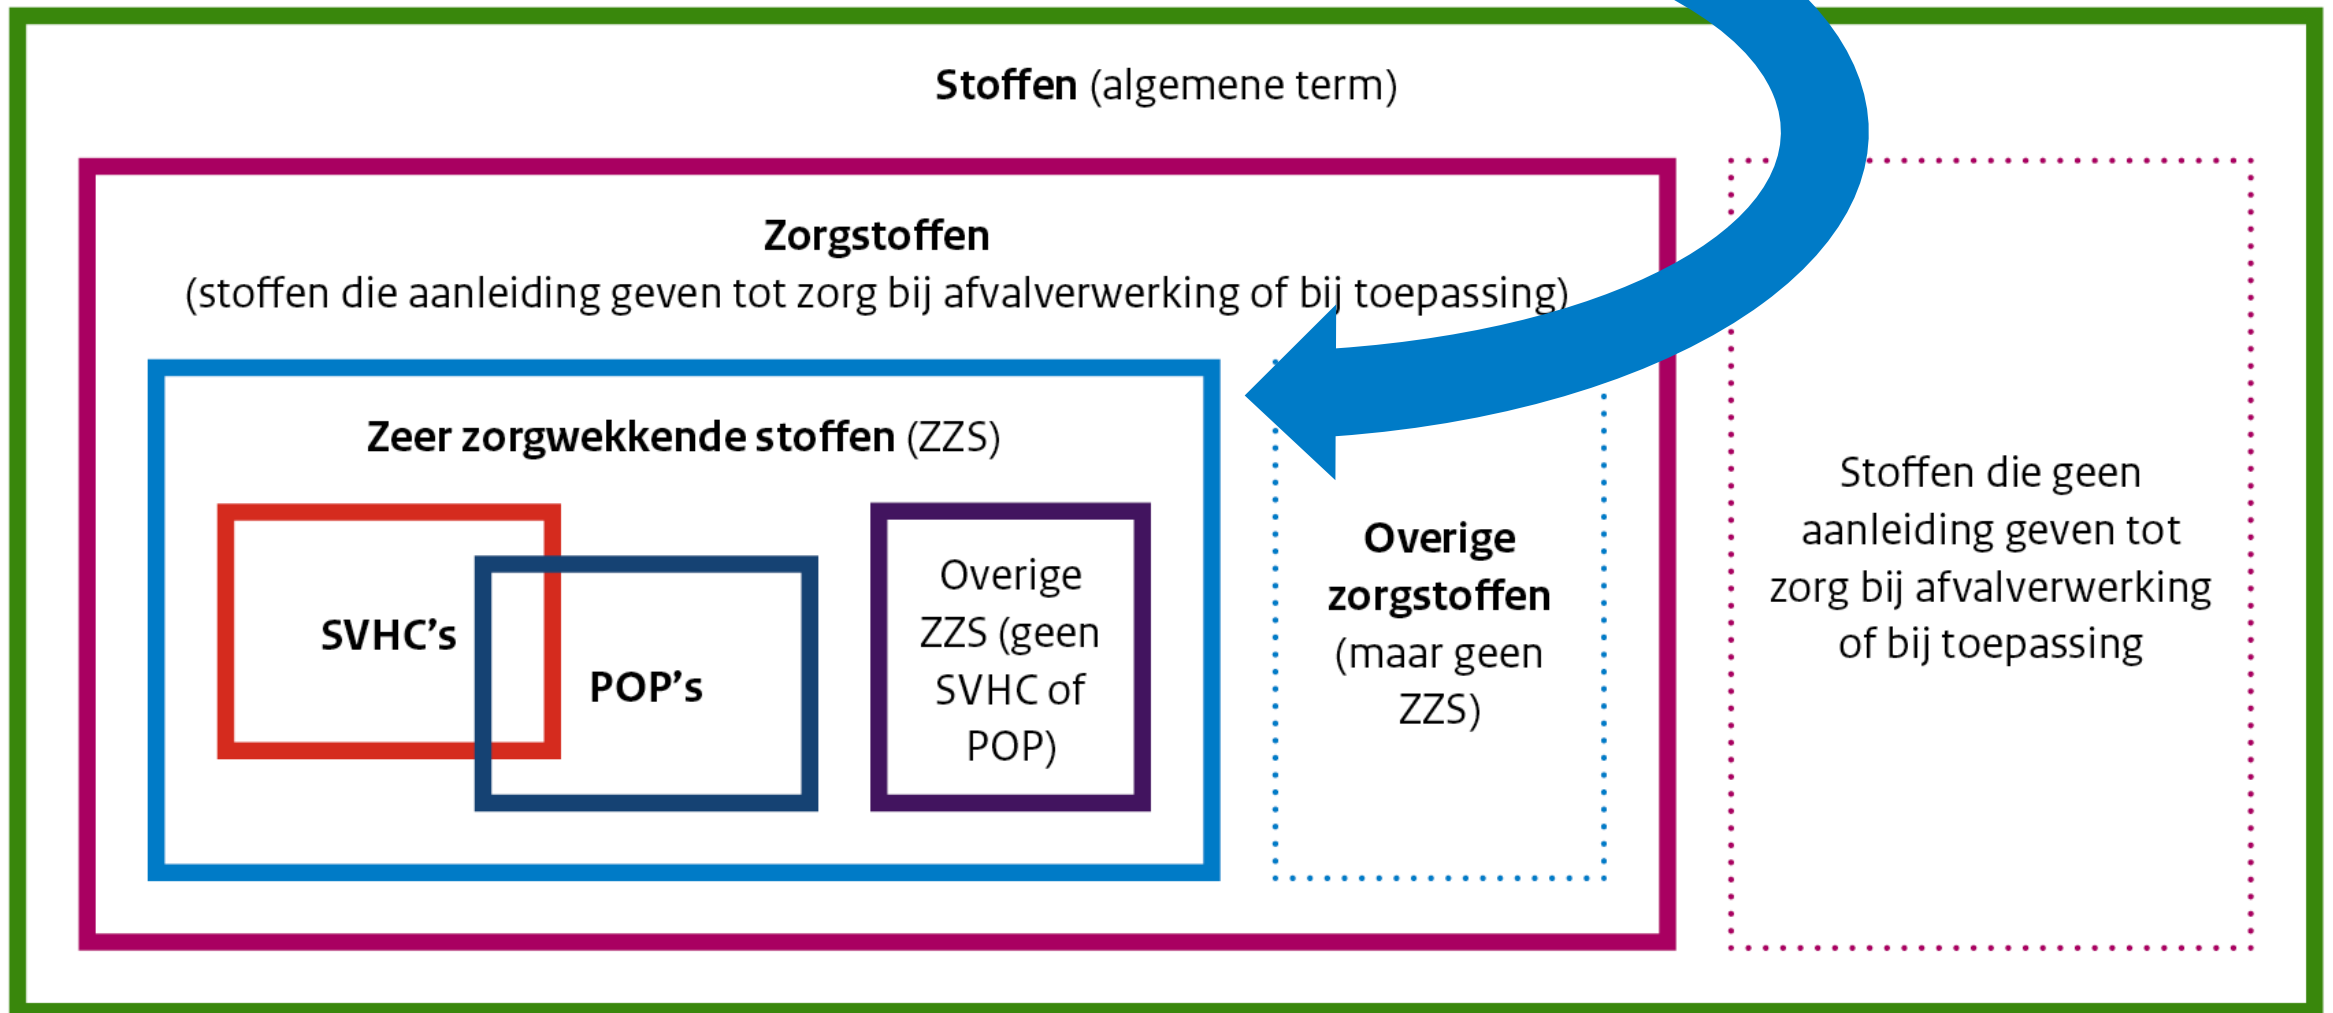 Stoffen (algemene term)
Zorgstoffen
(stoffen die aanleiding geven tot zorg bij afvalverwerking of bij toepassing)
Zeer zorgwekkende stoffen (ZZS)
SVHC’s
POP’s
Overige
ZZS (geen
SVHC of
POP)
Overige
zorgstoffen
(maar geen
ZZS)
Stoffen die geen
aanleiding geven tot
zorg bij afvalverwerking
of bij toepassing